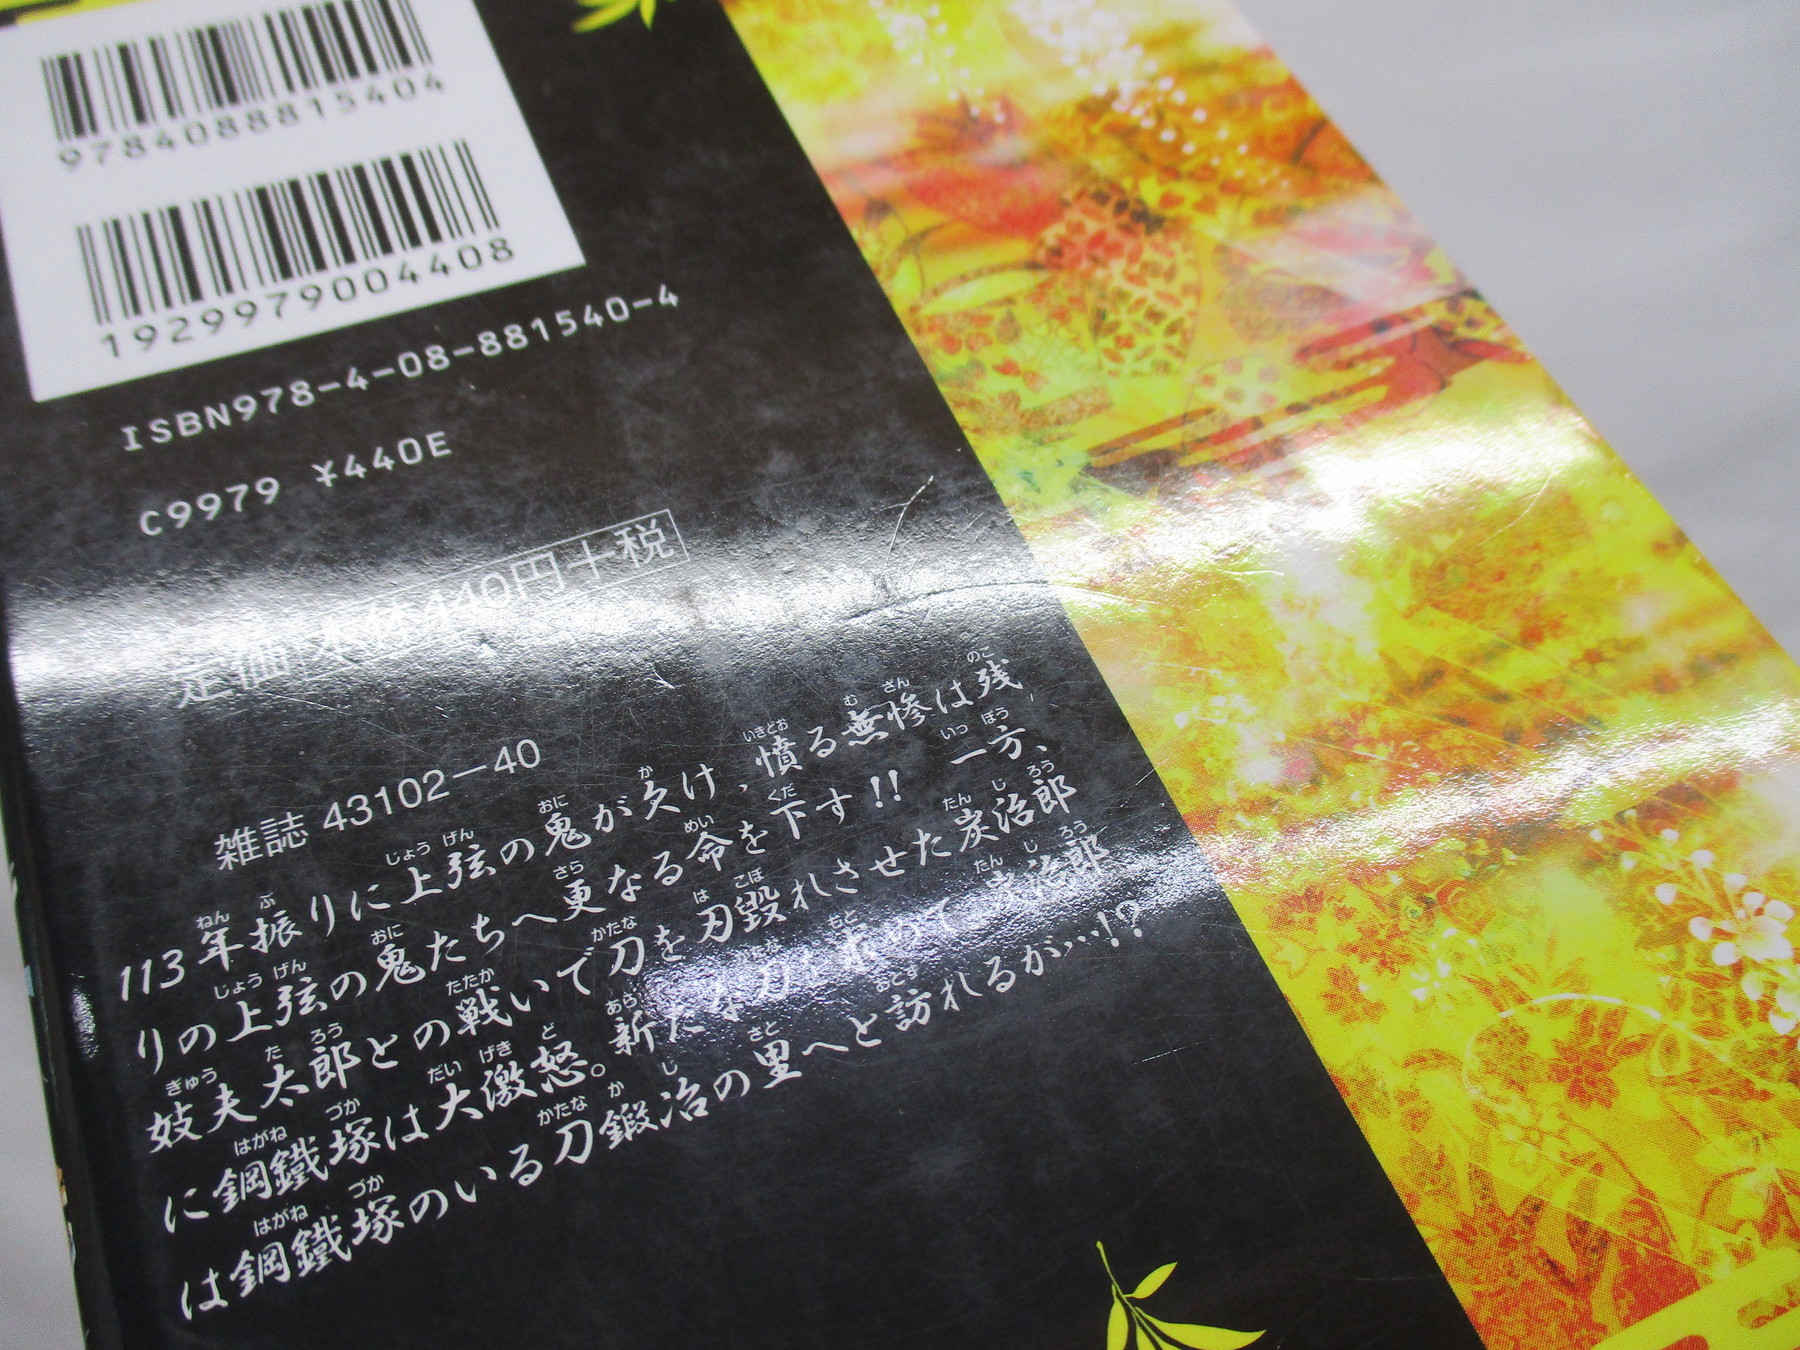 9784088815404
1929979004408
ISBN978-4-08-881540-4
C9979 ¥440E
定価 本体440円+税
雑誌 43102-40
113年振りに上弦の鬼が欠け、憤る無惨は残
りの上弦の鬼たちへ更なる命を下す!! 一方、
妓夫太郎との戦いで刀を刃毀れさせた炭治郎
に鋼鐵塚は大激怒。新たな刀を求めて、炭治郎
は鋼鐵塚のいる刀鍛冶の里へと訪れるが…!?